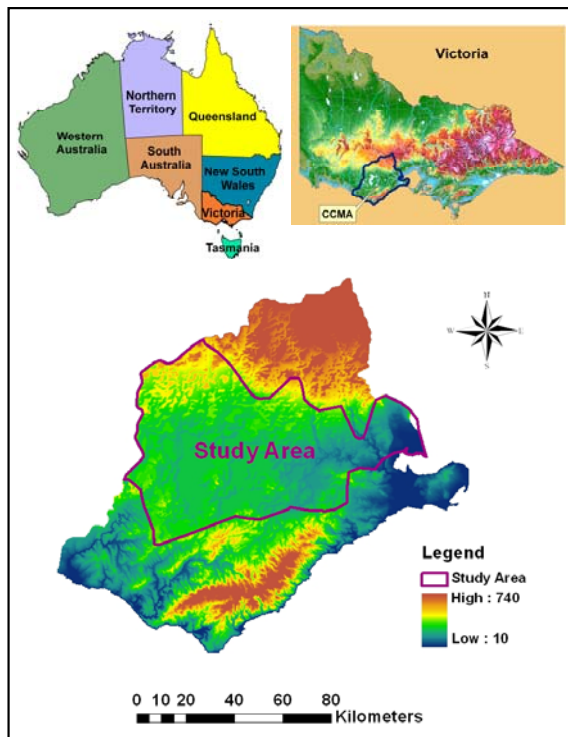 Northern
Territory
Queensland
Western
Australia
South
Australia
New South
Wales
Victoria
Tasmania
Victoria
CCMA
N
W
E
S
Study Area
Legend
Study Area
High : 740
Low : 10
0 10 20 40 60 80
Kilometers